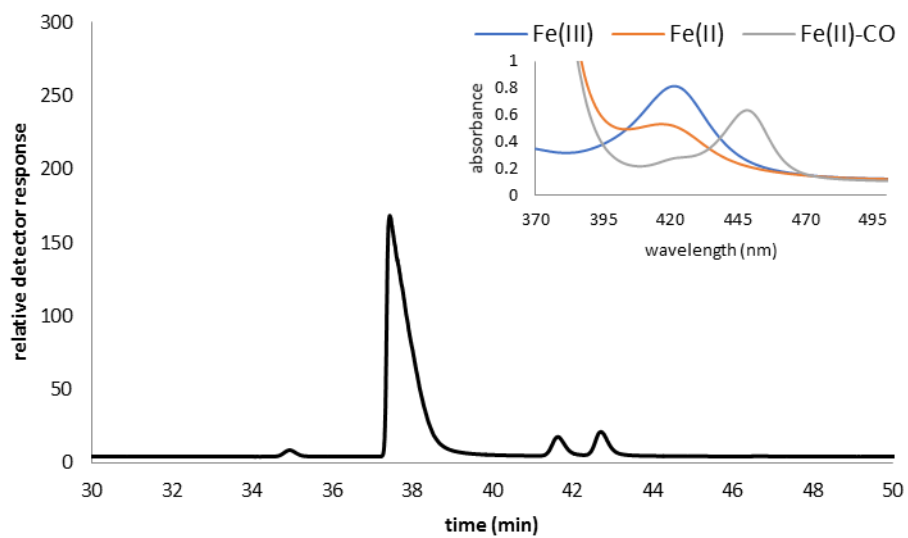 300
250
200
150
100
50
0
relative detector response
30 32 34 36 38 40 42 44 46 48 50
time (min)
Fe(III) Fe(II) Fe(II)-CO
1
0.8
0.6
0.4
0.2
0
absorbance
370 395 420 445 470 495
wavelength (nm)